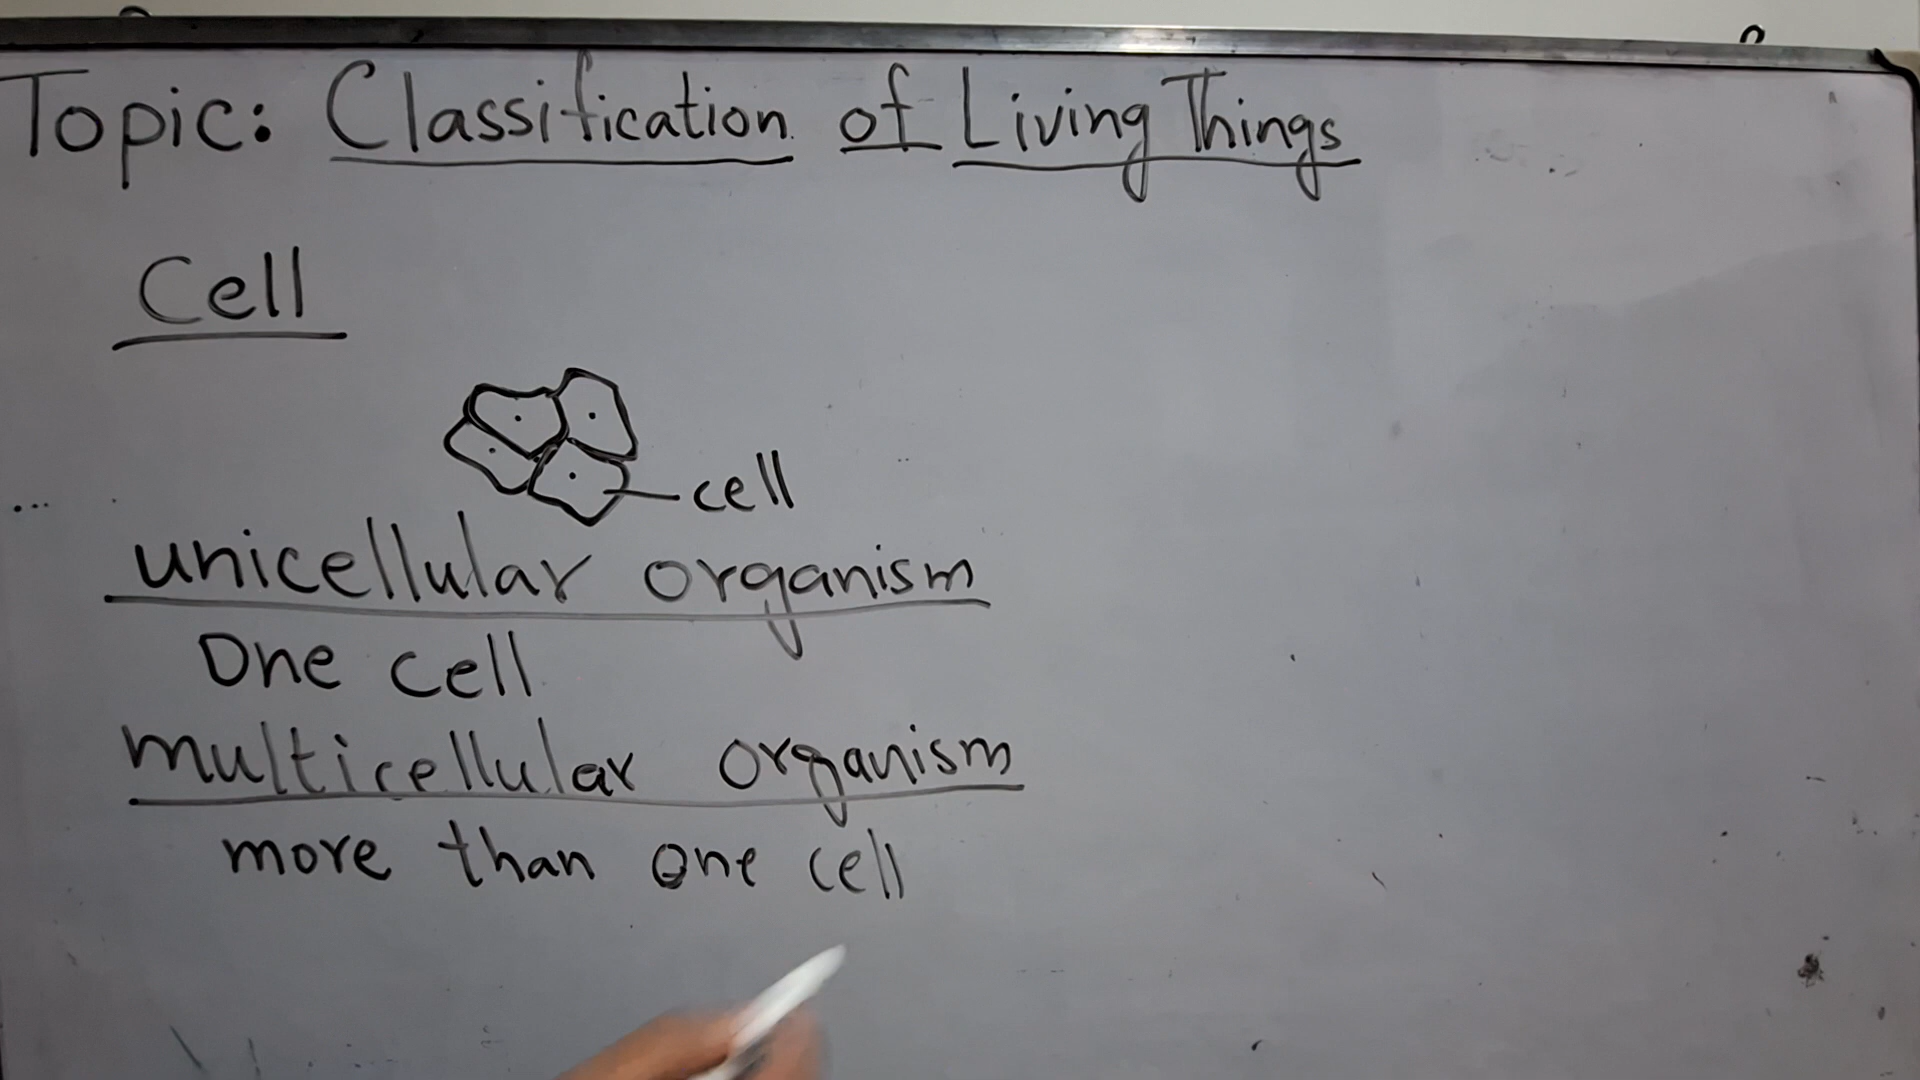 Topic: Classification of Living Things
Cell
cell
unicellular organism
One cell
multicellular organism
more than one cell